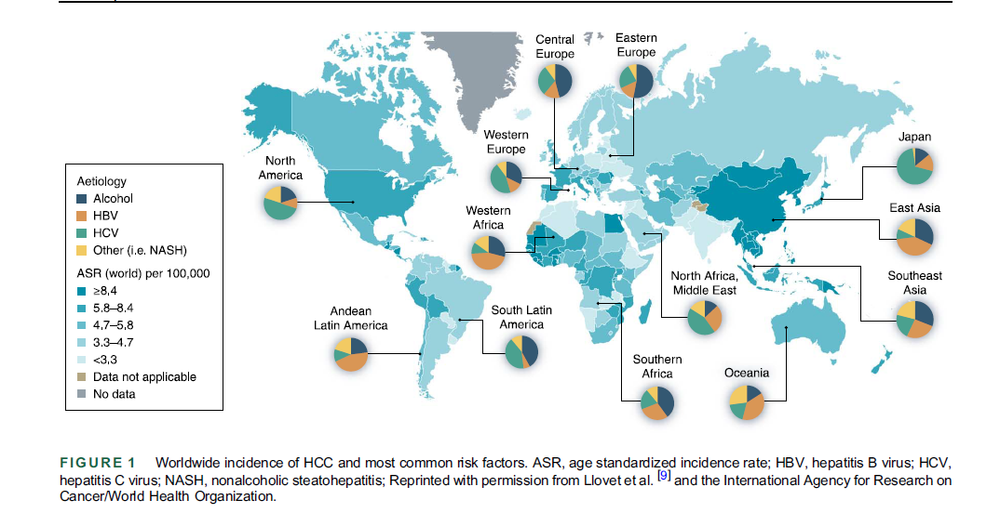 Central
Europe
Eastern
Europe
Western
Europe
Japan
North
America
Western
Africa
East Asia
North Africa,
Middle East
Southeast
Asia
Andean
Latin America
South Latin
America
Southern
Africa
Oceania
Aetiology
Alcohol
HBV
HCV
Other (i.e. NASH)
ASR (world) per 100,000
≥8,4
5.8–8.4
4.7–5.8
3.3–4.7
<3,3
Data not applicable
No data
FIGURE 1 Worldwide incidence of HCC and most common risk factors. ASR, age standardized incidence rate; HBV, hepatitis B virus; HCV,
hepatitis C virus; NASH, nonalcoholic steatohepatitis; Reprinted with permission from Llovet et al. [9] and the International Agency for Research on
Cancer/World Health Organization.